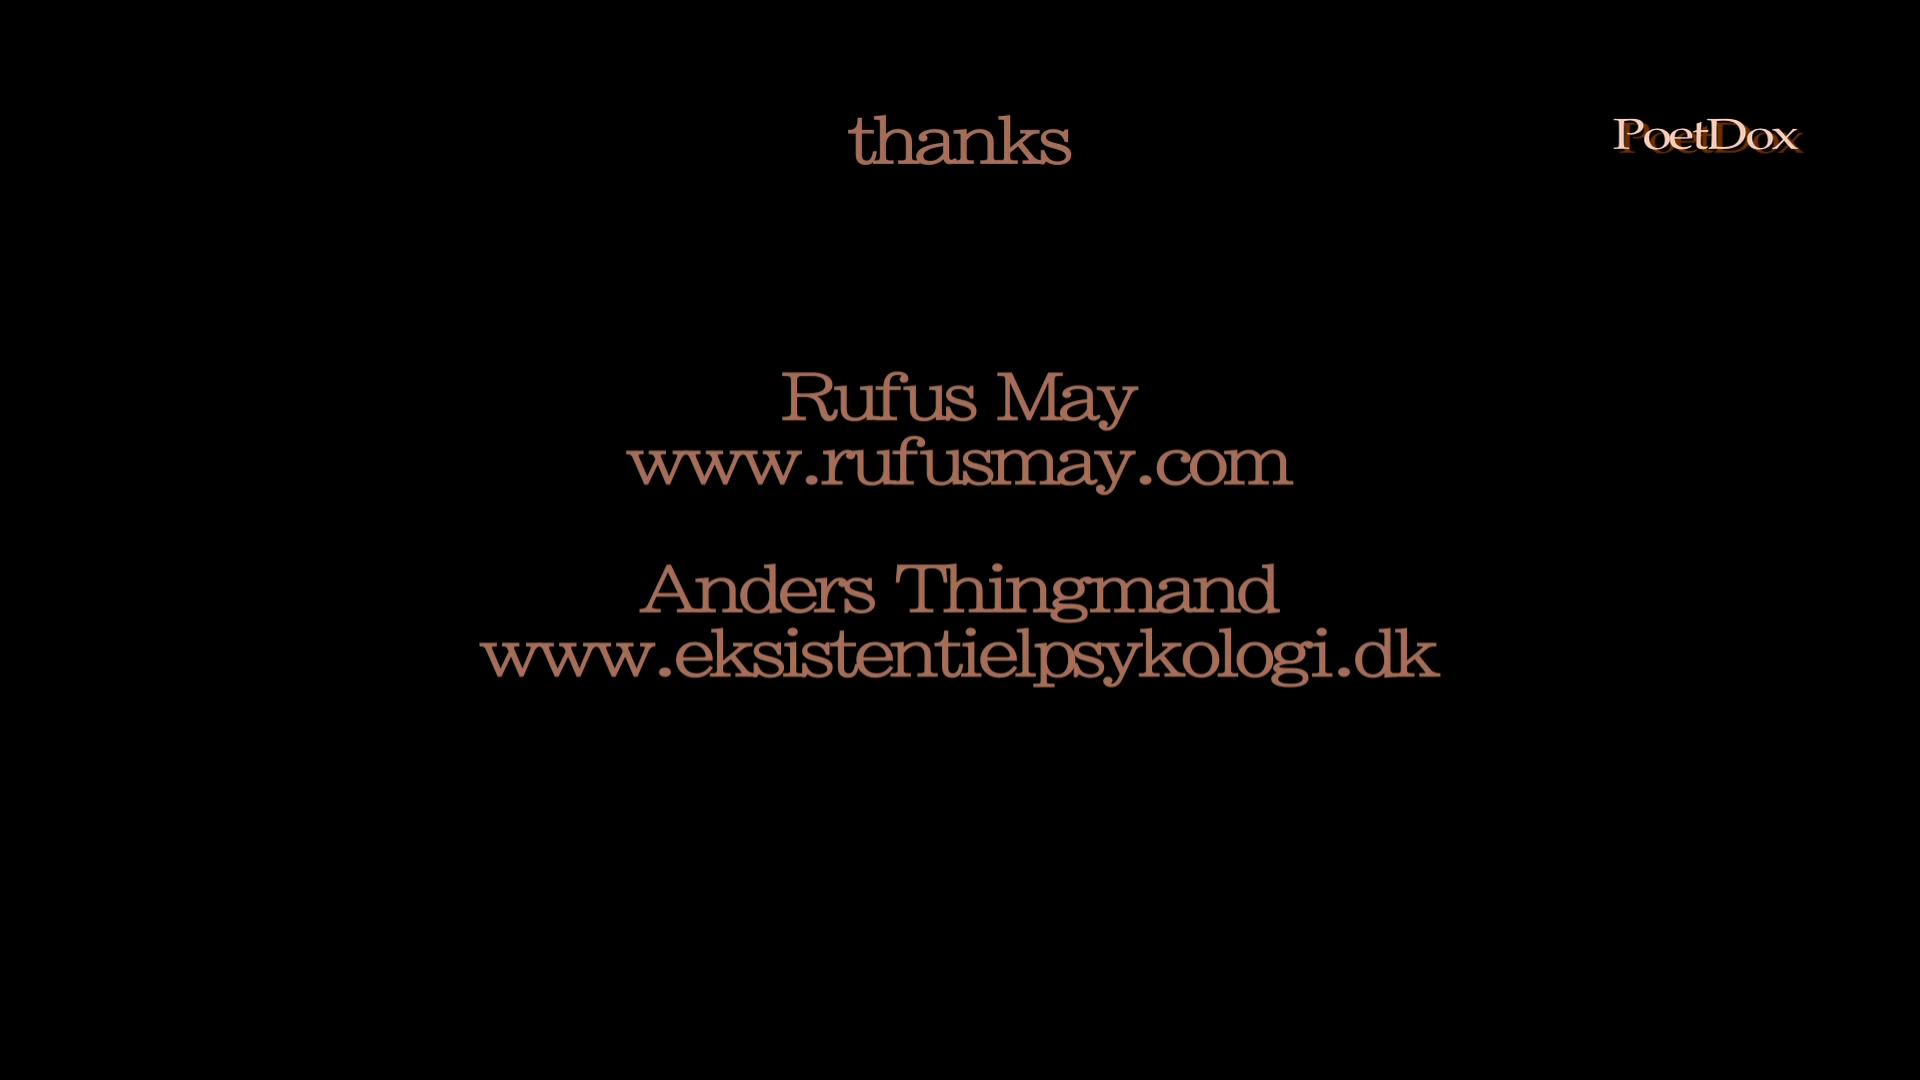 thanks
PoetDox
Rufus May
www.rufusmay.com
Anders Thingmand
www.eksistentielpsykologi.dk